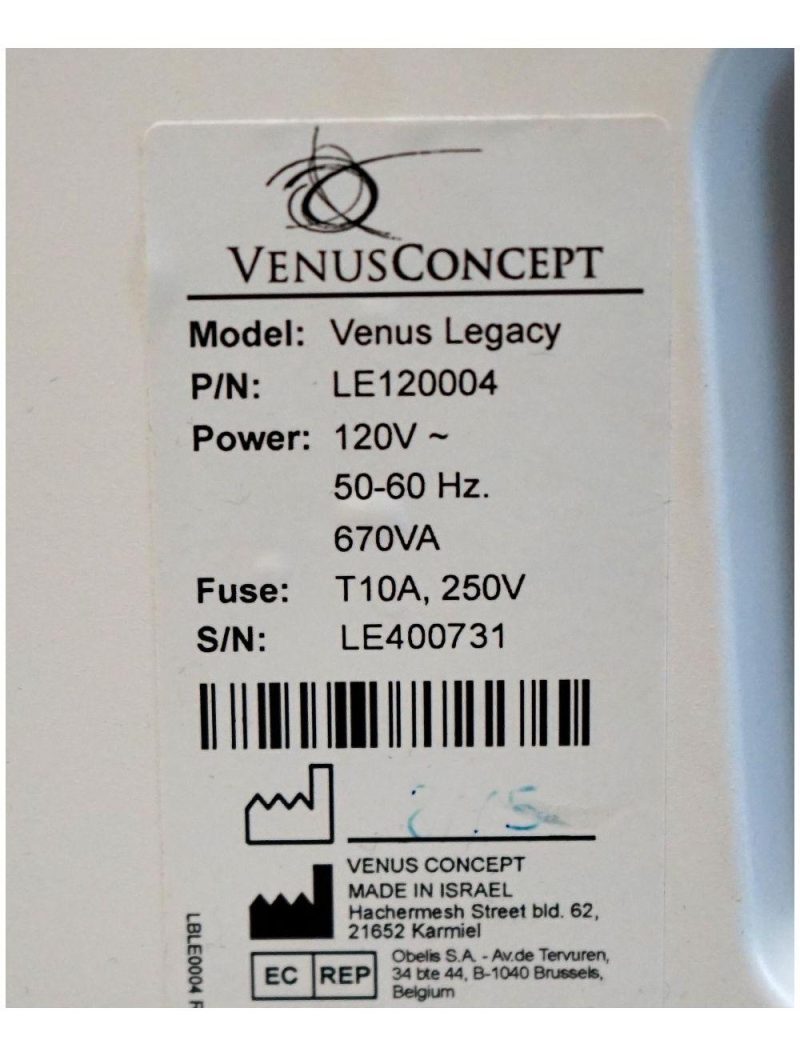 VENUSCONCEPT
Model: Venus Legacy
P/N: LE120004
Power: 120V ~
50-60 Hz.
670VA
Fuse: T10A, 250V
S/N: LE400731
VENUS CONCEPT
MADE IN ISRAEL
Hachermesh Street bld. 62,
21652 Karmiel
EC REP
Obelis S.A. - Av.de Tervuren,
34 bte 44, B-1040 Brussels,
Belgium
LBLE0004